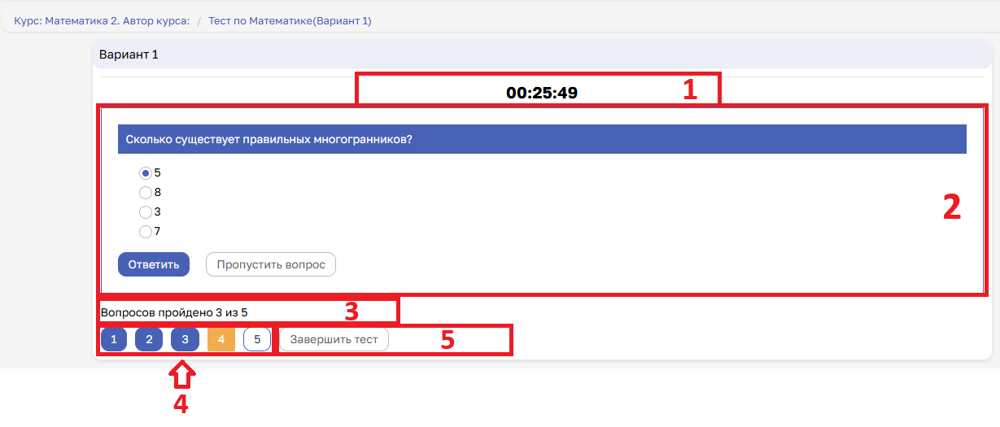 Курс: Математика 2. Автор курса: / Тест по Математике(Вариант 1)
Вариант 1
00:25:49 1
Сколько существует правильных многогранников?
5
8
2
3
7
Ответить Пропустить вопрос
Вопросов пройдено 3 из 5 3
1 2 3 4 5 Завершить тест 5
4